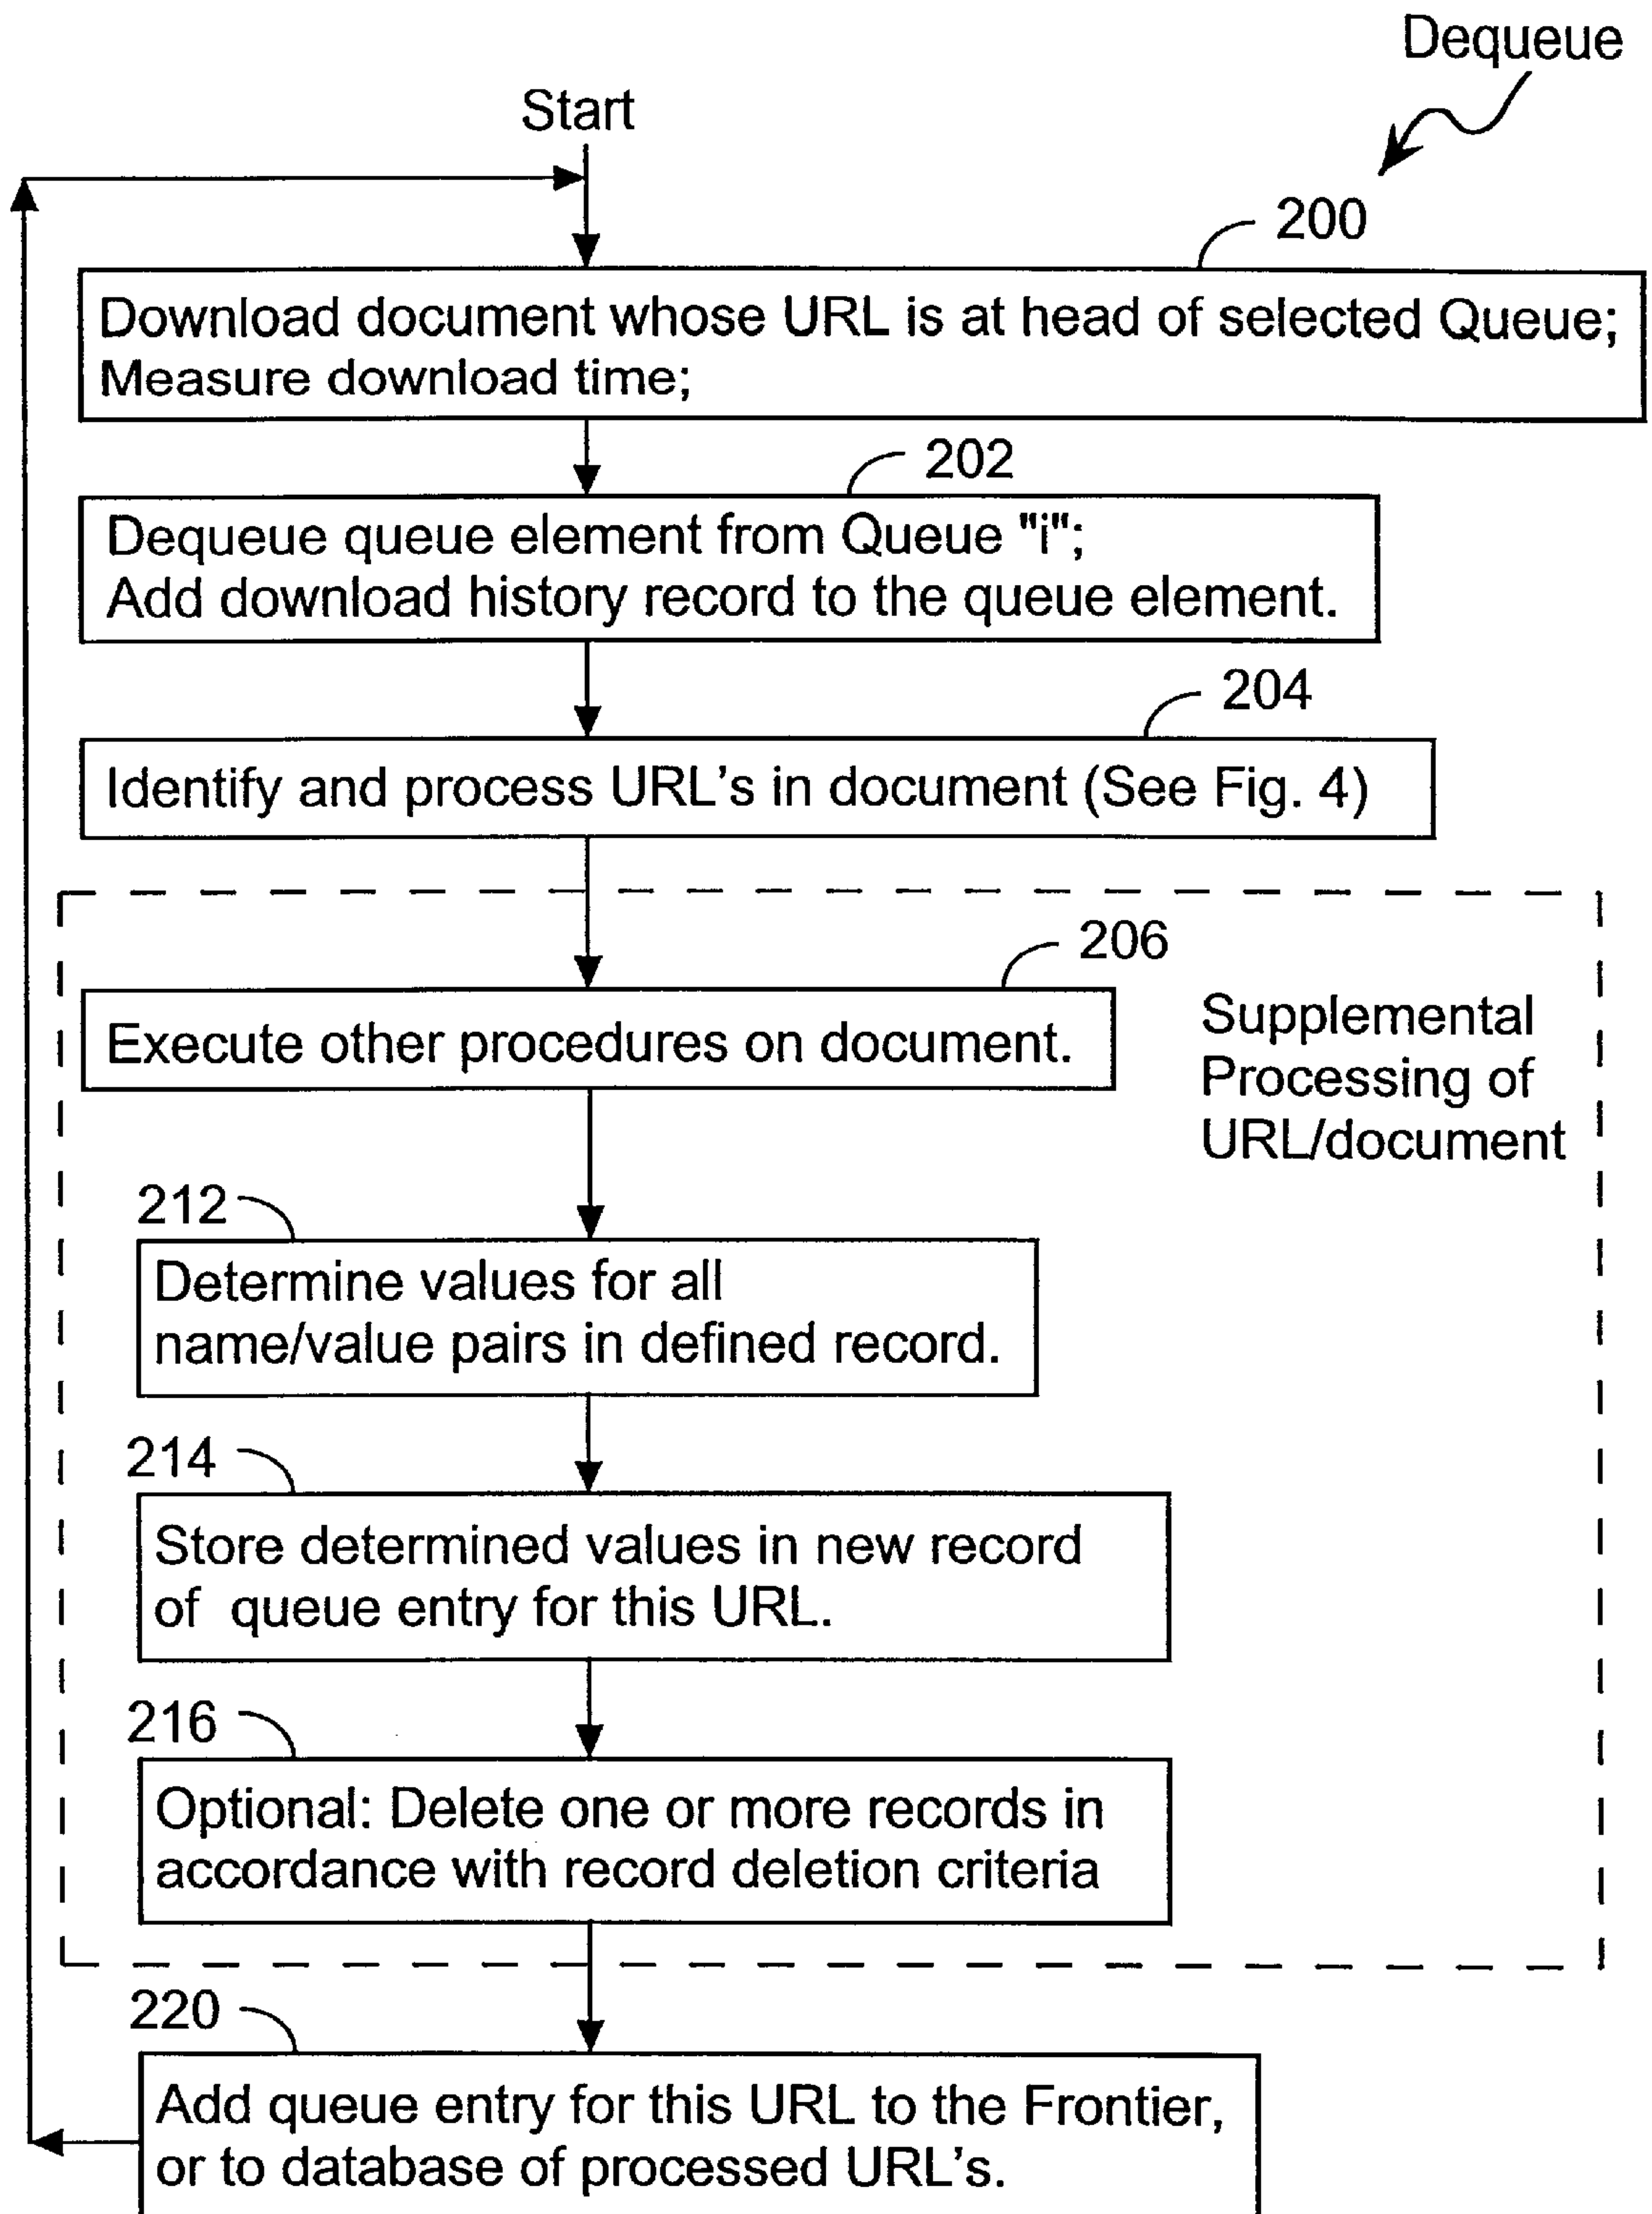 Dequeue
Start
200
Download document whose URL is at head of selected Queue;
Measure download time;
202
Dequeue queue element from Queue "i";
Add download history record to the queue element.
204
Identify and process URL's in document (See Fig. 4)
206
Execute other procedures on document.
Supplemental
Processing of
URL/document
212
Determine values for all
name/value pairs in defined record.
214
Store determined values in new record
of queue entry for this URL.
216
Optional: Delete one or more records in
accordance with record deletion criteria
220
Add queue entry for this URL to the Frontier,
or to database of processed URL's.